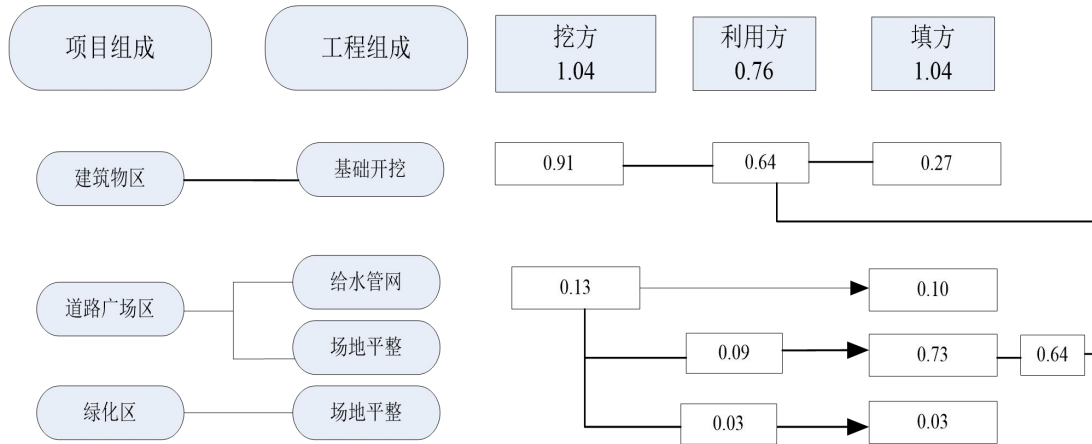 项目组成
工程组成
挖方
1.04
利用方
0.76
填方
1.04
建筑物区
基础开挖
0.91
0.64
0.27
道路广场区
给水管网
0.13
0.10
场地平整
0.09
0.73
0.64
绿化区
场地平整
0.03
0.03